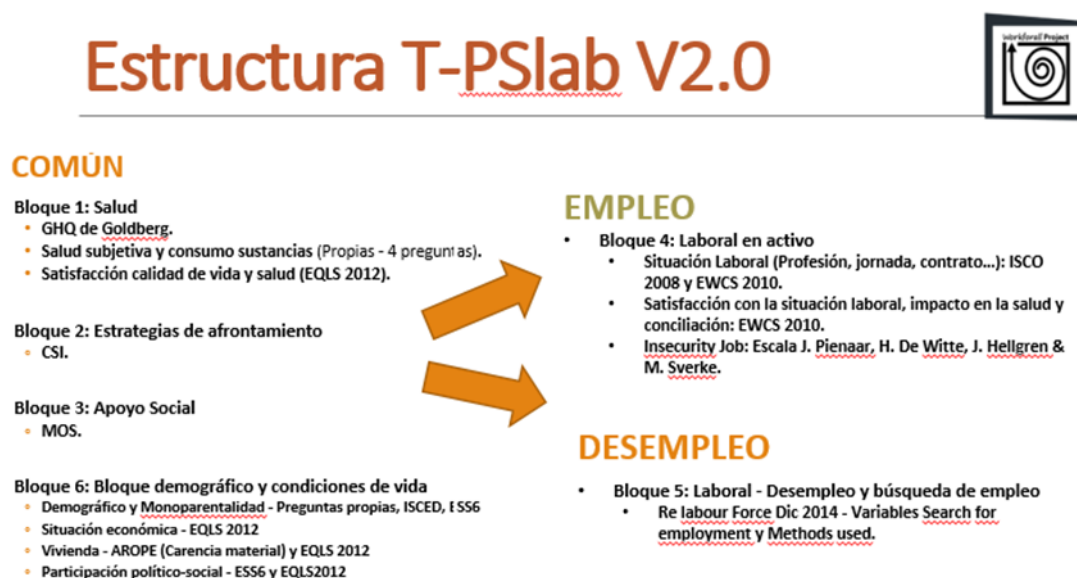 Estructura T-PSlab V2.0
Workforall Project
COMÚN
Bloque 1: Salud
• GHQ de Goldberg.
• Salud subjetiva y consumo sustancias (Propias - 4 preguntas).
• Satisfacción calidad de vida y salud (EQLS 2012).
Bloque 2: Estrategias de afrontamiento
• CSI.
Bloque 3: Apoyo Social
• MOS.
Bloque 6: Bloque demográfico y condiciones de vida
• Demográfico y Monoparentalidad - Preguntas propias, ISCED, ESS6
• Situación económica - EQLS 2012
• Vivienda - AROPE (Carencia material) y EQLS 2012
• Participación político-social - ESS6 y EQLS2012
EMPLEO
• Bloque 4: Laboral en activo
• Situación Laboral (Profesión, jornada, contrato...): ISCO
2008 y EWCS 2010.
• Satisfacción con la situación laboral, impacto en la salud y
conciliación: EWCS 2010.
• Insecurity Job: Escala J. Pienaar, H. De Witte, J. Hellgren &
M. Sverke.
DESEMPLEO
• Bloque 5: Laboral - Desempleo y búsqueda de empleo
• Re labour Force Dic 2014 - Variables Search for
employment y Methods used.